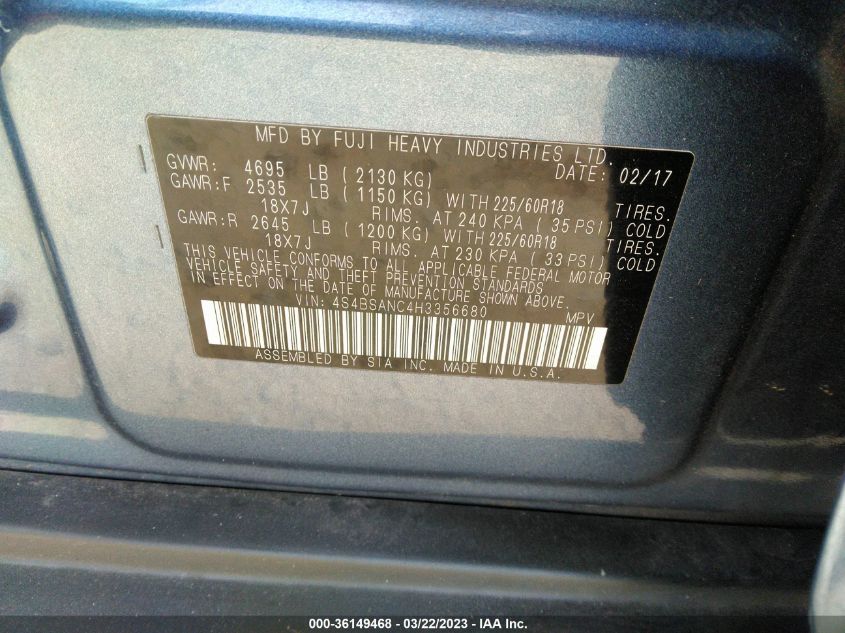 MFD BY FUJI HEAVY INDUSTRIES LTD.
GVWR: 4695 LB (2130 KG) DATE: 02/17
GAWR:F 2535 LB (1150 KG) WITH 225/60R18 TIRES.
18X7J RIMS. AT 240 KPA (35 PSI) COLD
GAWR:R 2645 LB (1200 KG) WITH 225/60R18 TIRES.
18X7J RIMS. AT 230 KPA (33 PSI) COLD
THIS VEHICLE CONFORMS TO ALL APPLICABLE FEDERAL MOTOR
VEHICLE SAFETY AND THEFT PREVENTION STANDARDS
IN EFFECT ON THE DATE OF MANUFACTURE SHOWN ABOVE.
VIN: 4S4BSANC4H3356680 MPV
ASSEMBLED BY SIA INC. MADE IN U.S.A.
000-36149468 - 03/22/2023 - IAA Inc.